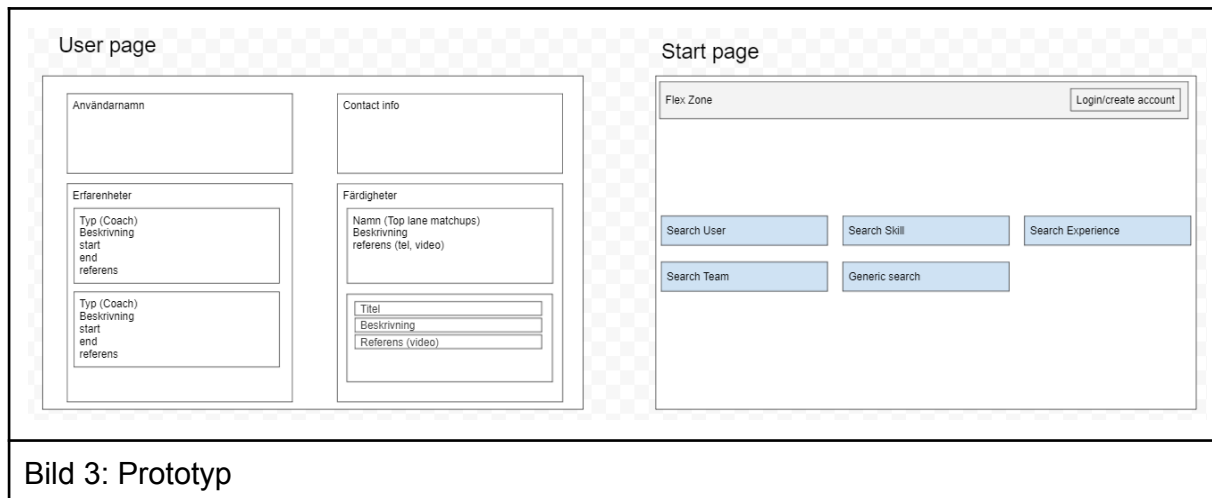 User page
Användarnamn
Contact info
Erfarenheter
Typ (Coach)
Beskrivning
start
end
referens
Typ (Coach)
Beskrivning
start
end
referens
Färdigheter
Namn (Top lane matchups)
Beskrivning
referens (tel, video)
Titel
Beskrivning
Referens (video)
Start page
Flex Zone
Login/create account
Search User
Search Skill
Search Experience
Search Team
Generic search
Bild 3: Prototyp